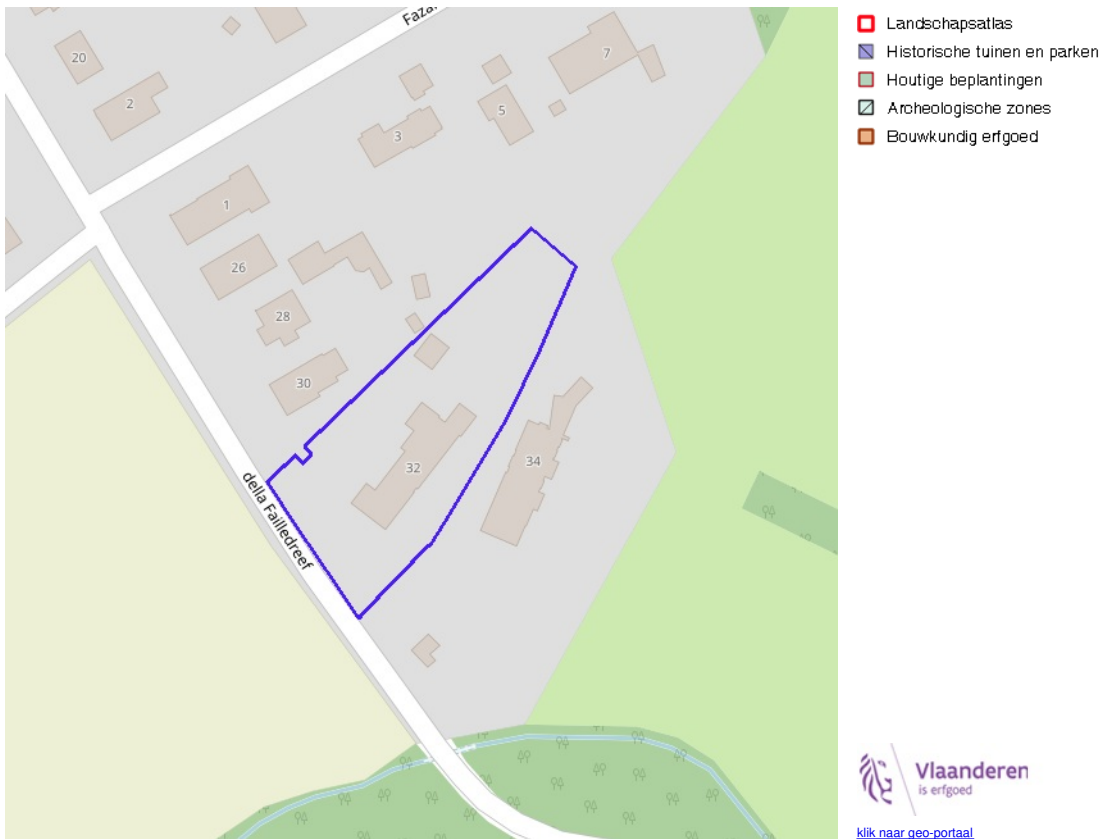 Faza
20
2
7
5
3
1
26
28
30
32
34
della Failledreef
Landschapsatlas
Historische tuinen en parken
Houtige beplantingen
Archeologische zones
Bouwkundig erfgoed
Vlaanderen
is erfgoed
klik naar geo-portaal